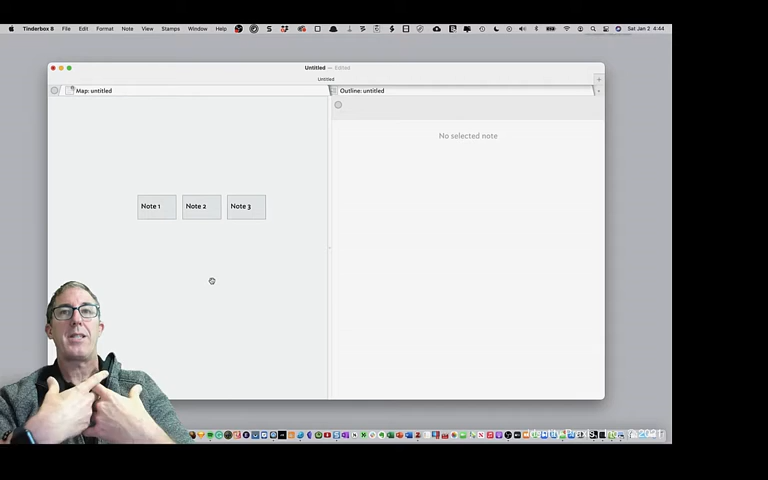 Tinderbox 8 File Edit Format Note View Stamps Window Help Sat Jan 2 4:44
Untitled — Edited
Untitled
Map: untitled
Outline: untitled
No selected note
Note 1 Note 2 Note 3